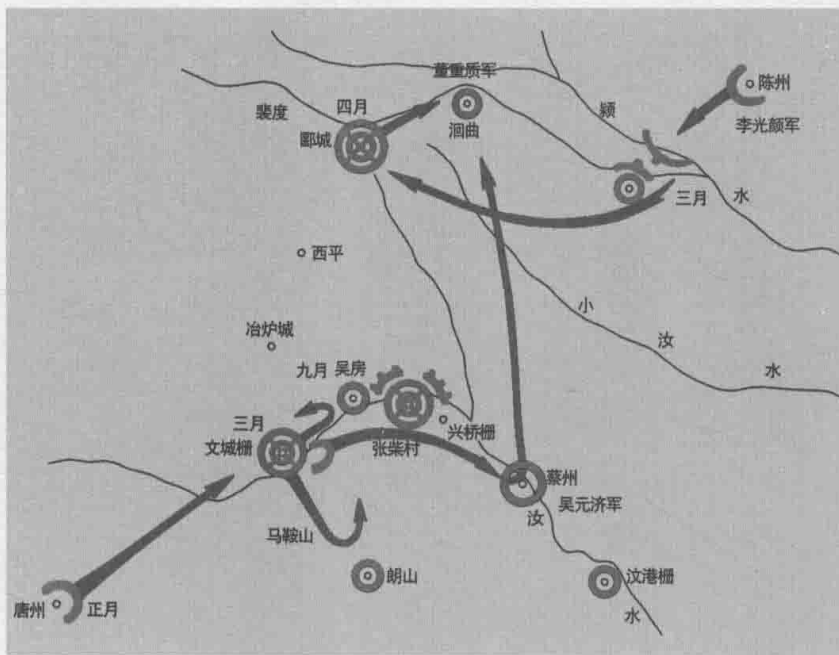 董重质军
陈州
裴度
四月
颍
李光颜军
郾城
洄曲
三月
水
西平
小
冶炉城
汝
水
九月
吴房
三月
兴桥栅
文城栅
张柴村
蔡州
吴元济军
汝
马鞍山
朗山
汶港栅
唐州
正月
水